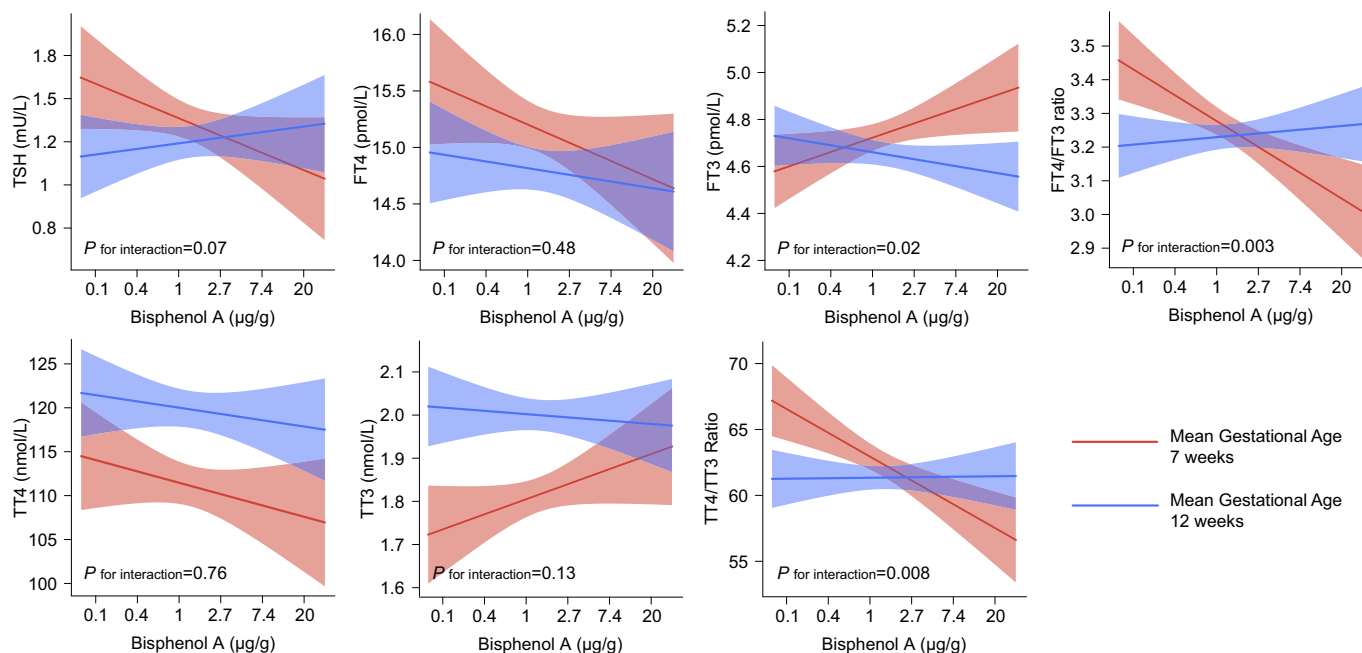 TSH (mU/L)
1.8
1.5
1.2
1
0.8
P for interaction=0.07
0.1 0.4 1 2.7 7.4 20
Bisphenol A (µg/g)
FT4 (pmol/L)
16.0
15.5
15.0
14.5
14.0
P for interaction=0.48
0.1 0.4 1 2.7 7.4 20
Bisphenol A (µg/g)
FT3 (pmol/L)
5.2
5.0
4.8
4.6
4.4
4.2
P for interaction=0.02
0.1 0.4 1 2.7 7.4 20
Bisphenol A (µg/g)
FT4/FT3 ratio
3.5
3.4
3.3
3.2
3.1
3.0
2.9
P for interaction=0.003
0.1 0.4 1 2.7 7.4 20
Bisphenol A (µg/g)
TT4 (nmol/L)
125
120
115
110
105
100
P for interaction=0.76
0.1 0.4 1 2.7 7.4 20
Bisphenol A (µg/g)
TT3 (nmol/L)
2.1
2.0
1.9
1.8
1.7
1.6
P for interaction=0.13
0.1 0.4 1 2.7 7.4 20
Bisphenol A (µg/g)
TT4/TT3 Ratio
70
65
60
55
P for interaction=0.008
0.1 0.4 1 2.7 7.4 20
Bisphenol A (µg/g)
Mean Gestational Age
7 weeks
Mean Gestational Age
12 weeks